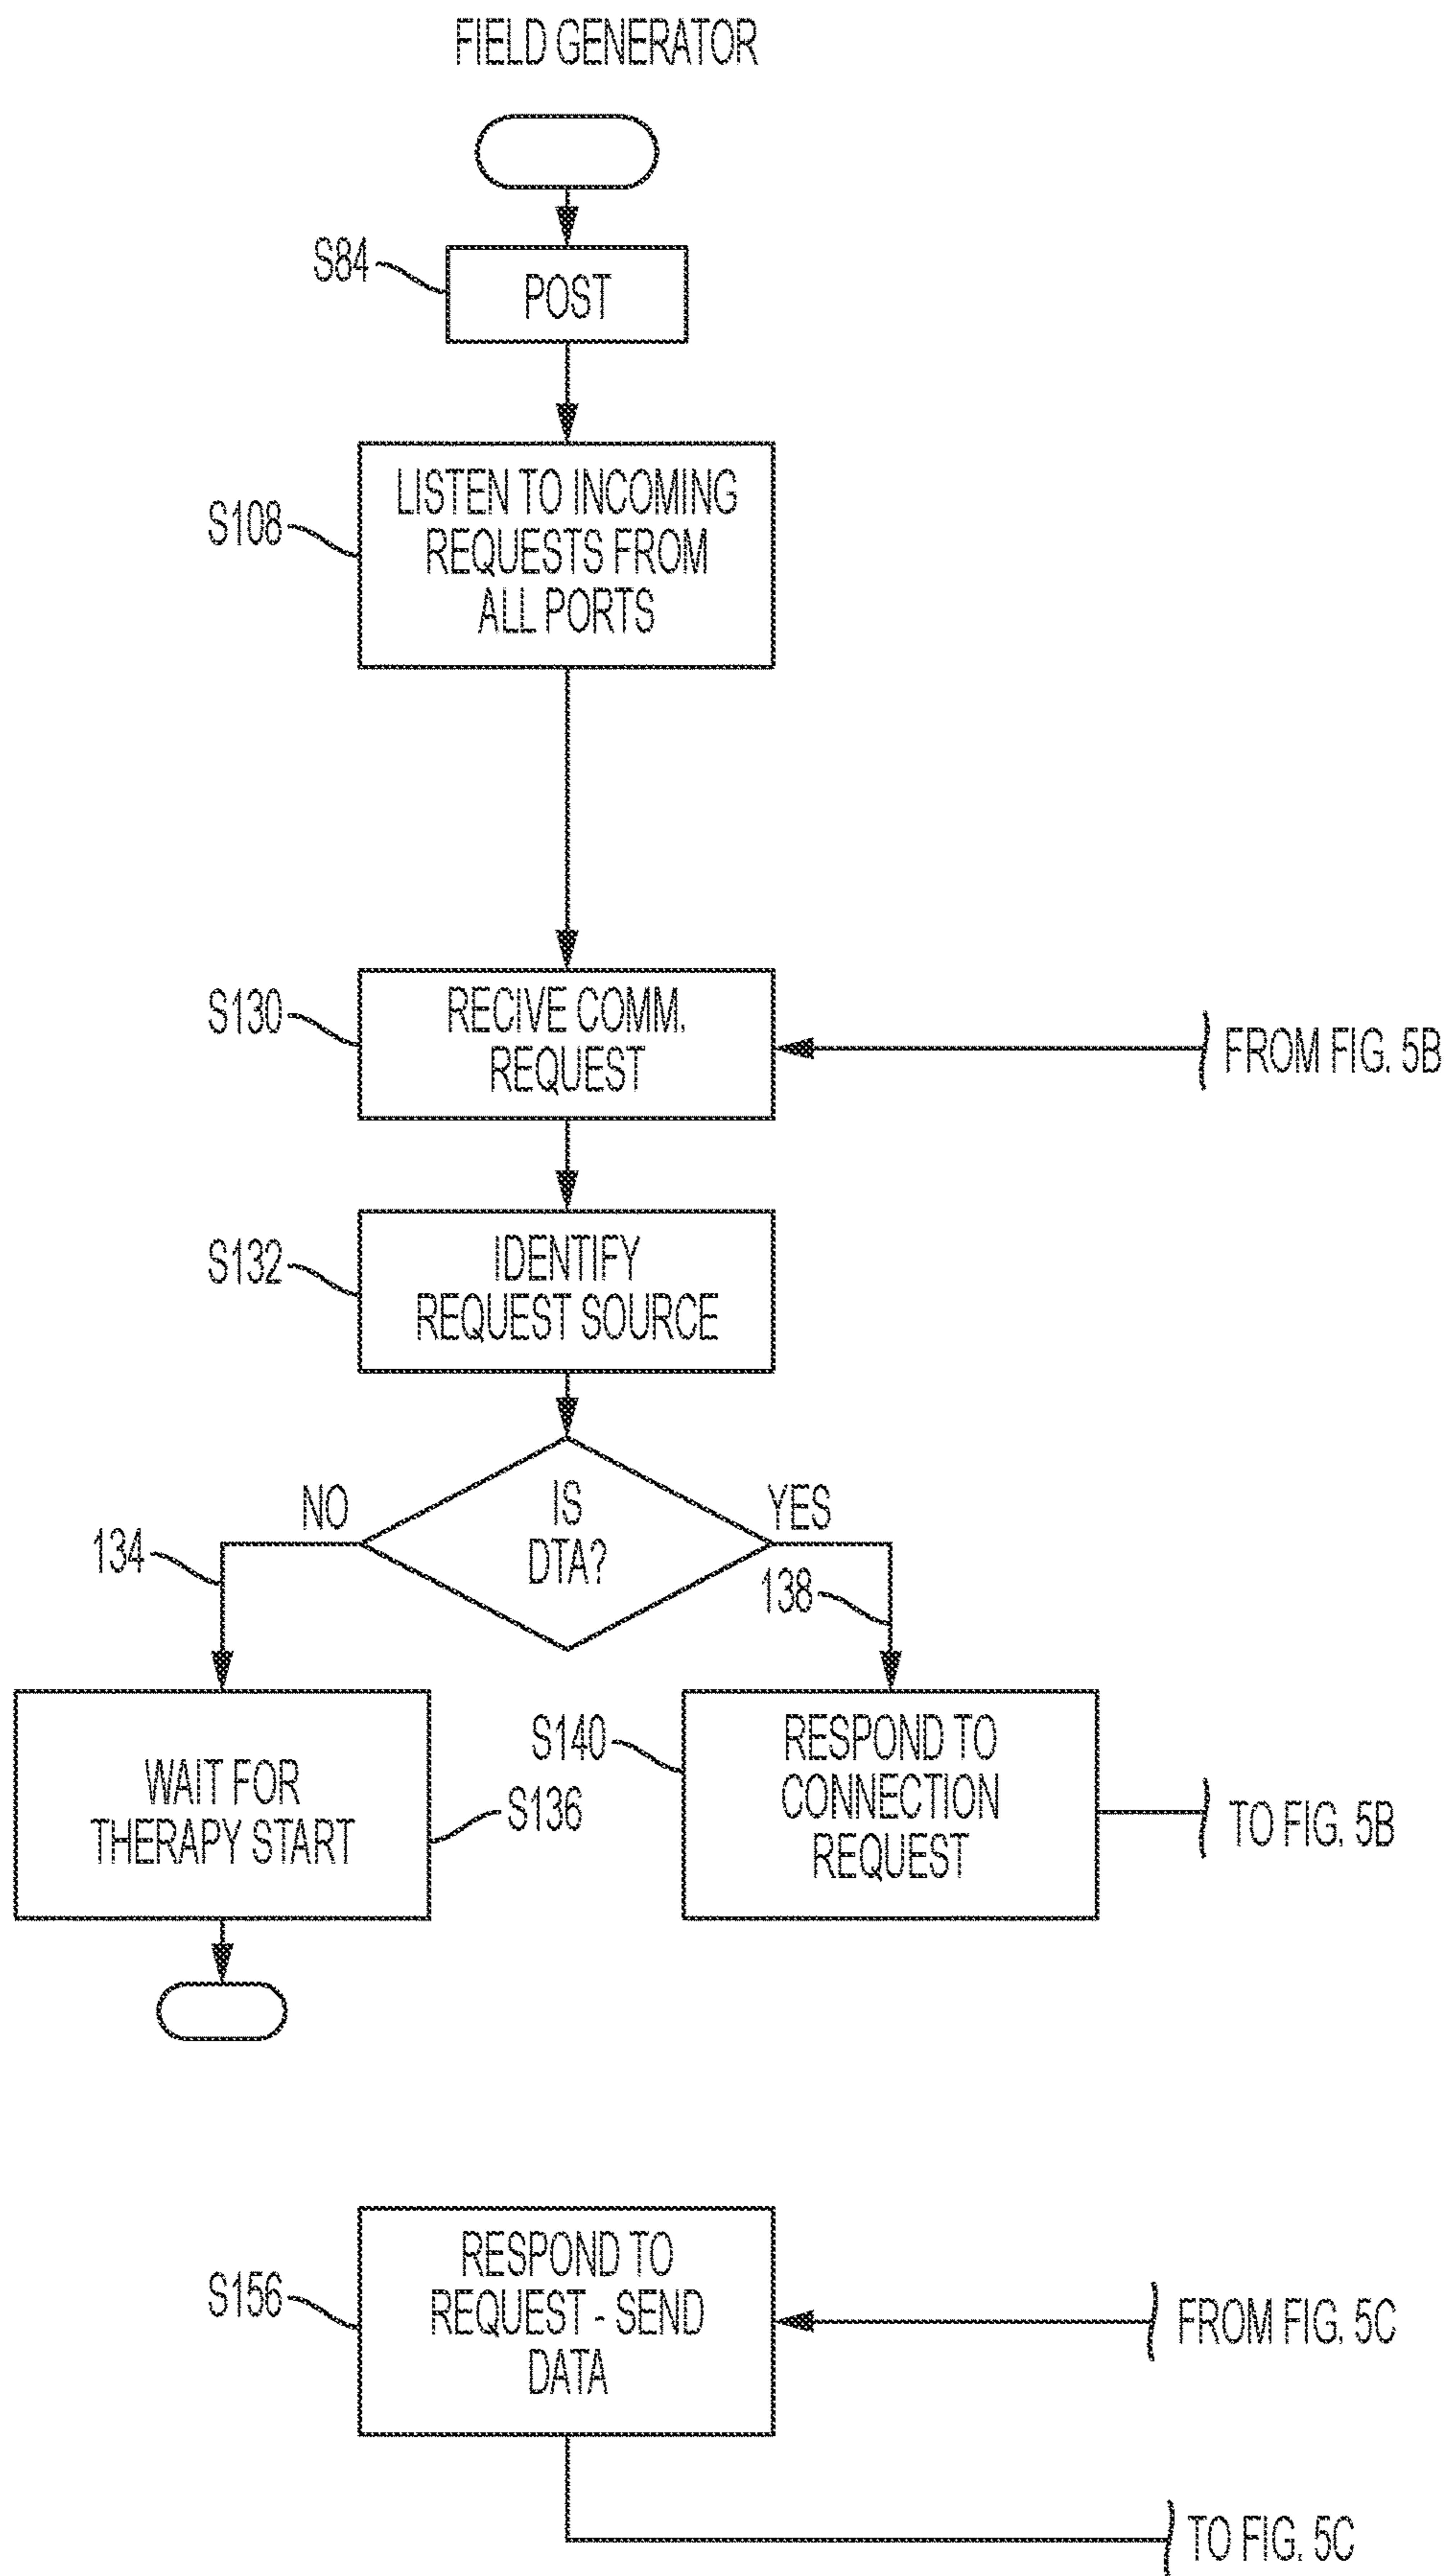 FIELD GENERATOR
S84
POST
S108
LISTEN TO INCOMING
REQUESTS FROM
ALL PORTS
S130
RECIVE COMM.
REQUEST
FROM FIG. 5B
S132
IDENTIFY
REQUEST SOURCE
NO
IS
DTA?
YES
134
138
WAIT FOR
THERAPY START
S136
S140
RESPOND TO
CONNECTION
REQUEST
TO FIG. 5B
S156
RESPOND TO
REQUEST - SEND
DATA
FROM FIG. 5C
TO FIG. 5C